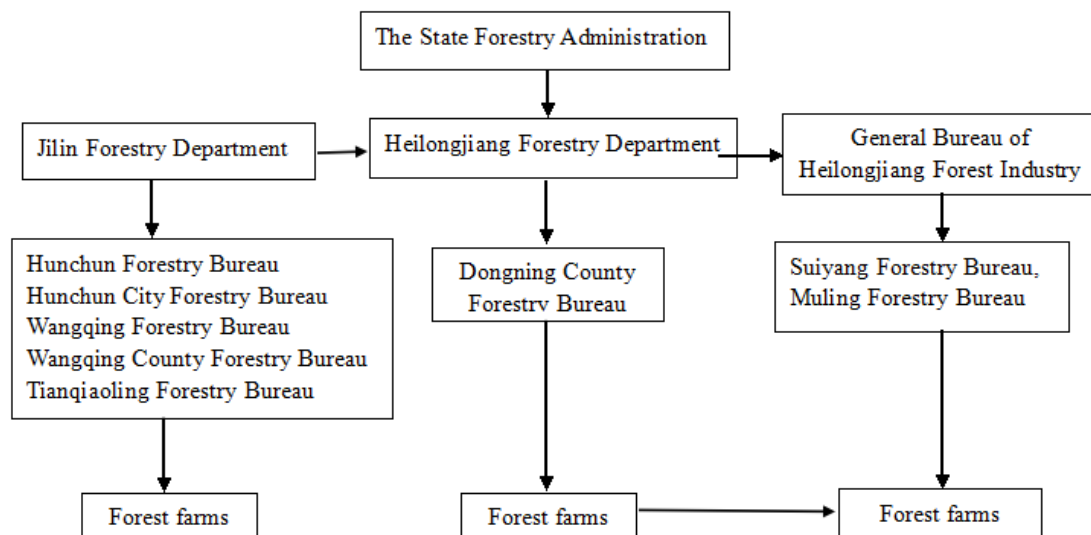 The State Forestry Administration
Jilin Forestry Department
Heilongjiang Forestry Department
General Bureau of
Heilongjiang Forest Industry
Hunchun Forestry Bureau
Hunchun City Forestry Bureau
Wangqing Forestry Bureau
Wangqing County Forestry Bureau
Tianqiaoling Forestry Bureau
Dongning County
Forestry Bureau
Suiyang Forestry Bureau,
Muling Forestry Bureau
Forest farms
Forest farms
Forest farms